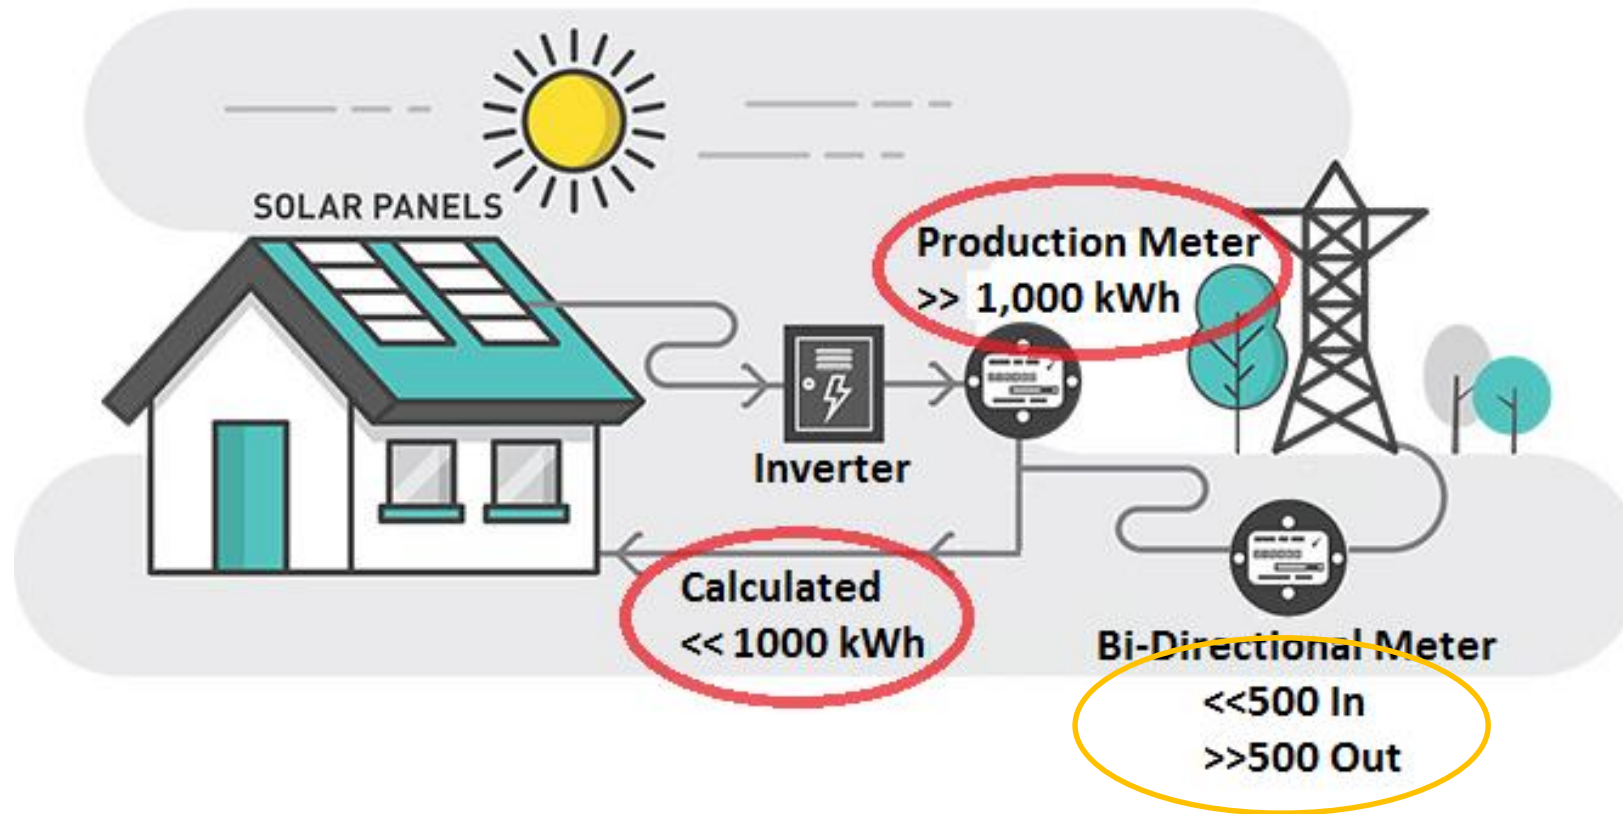 SOLAR PANELS
Production Meter
>> 1,000 kWh
Inverter
Calculated
<< 1000 kWh
Bi-Directional Meter
<<500 In
>>500 Out